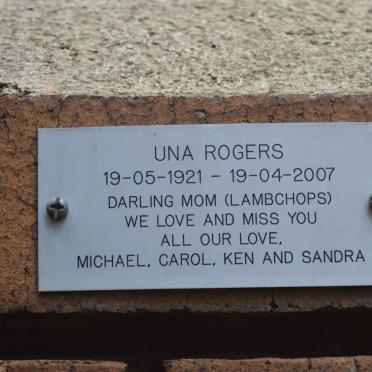 UNA ROGERS
19-05-1921 - 19-04-2007
DARLING MOM (LAMBCHOPS)
WE LOVE AND MISS YOU
ALL OUR LOVE,
MICHAEL, CAROL, KEN AND SANDRA